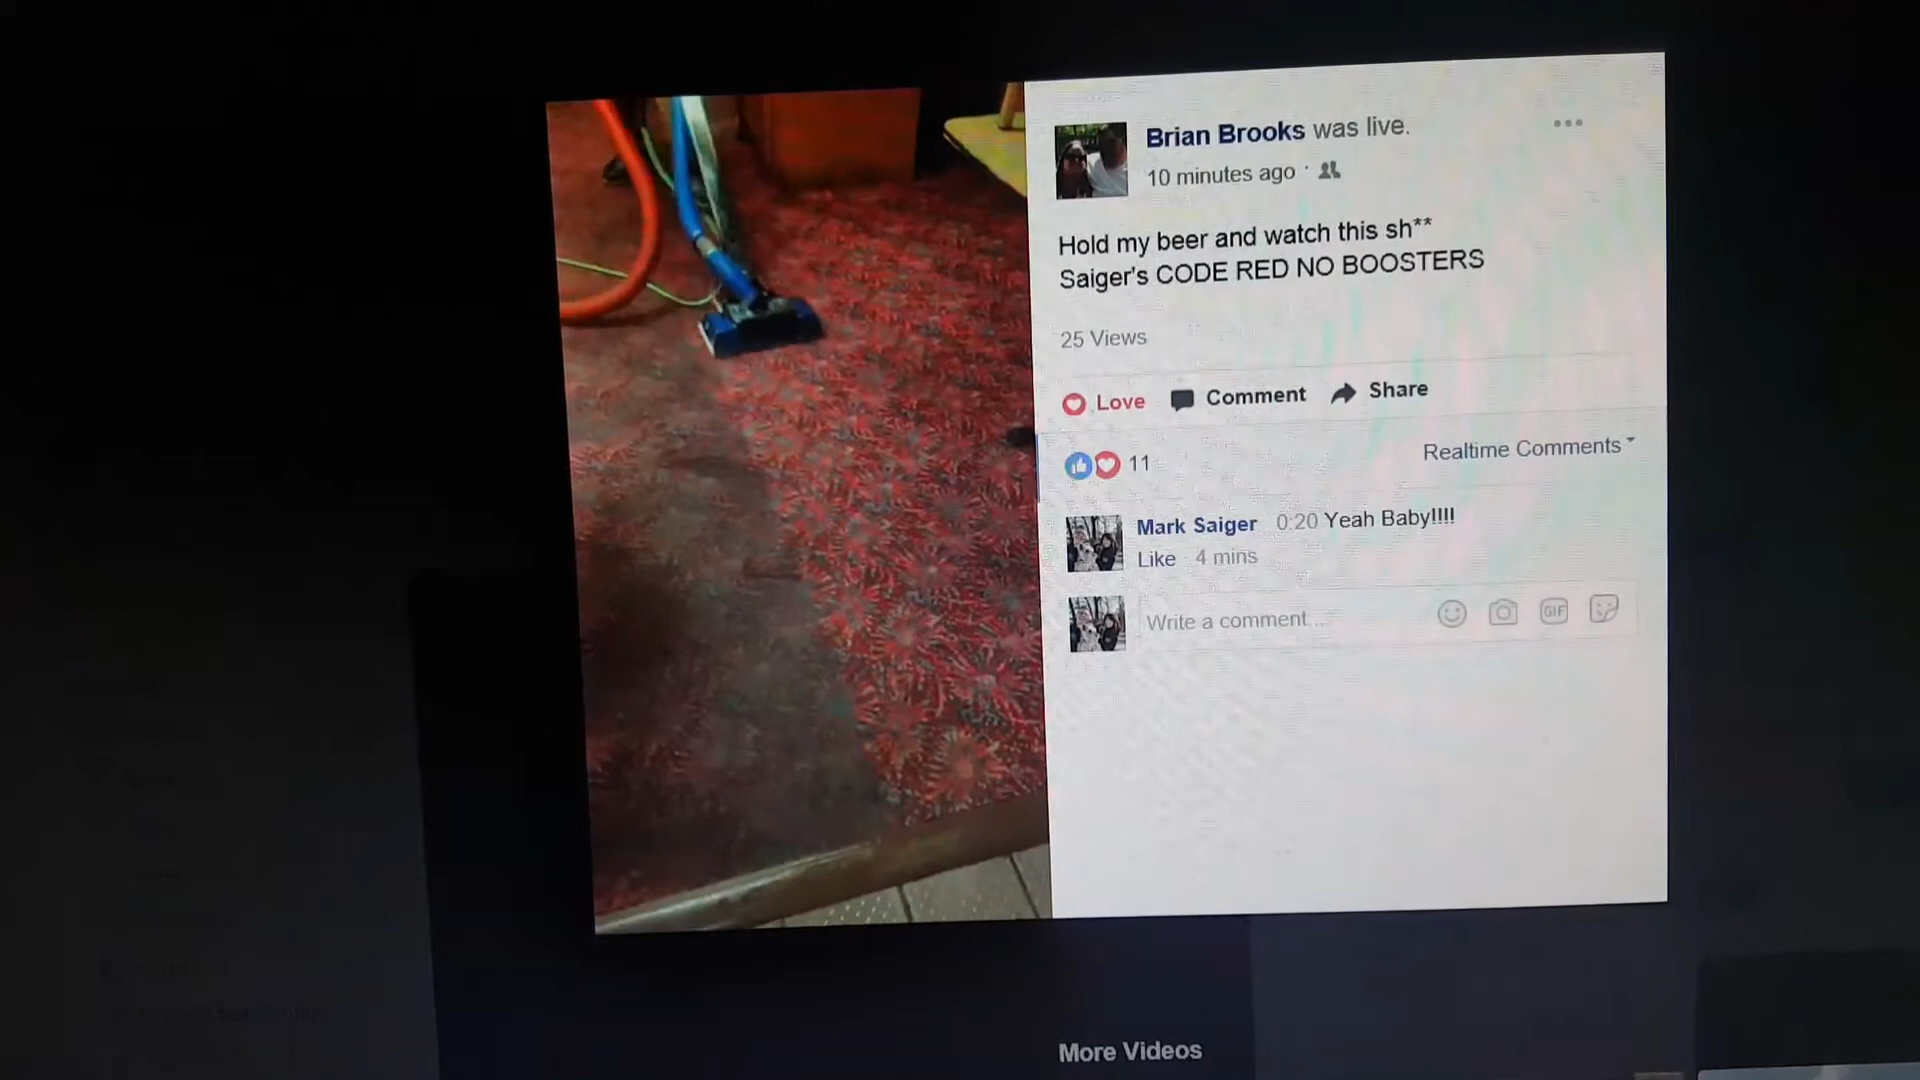 Brian Brooks was live.
10 minutes ago ·
Hold my beer and watch this sh**
Saiger's CODE RED NO BOOSTERS
25 Views
Love Comment Share
11
Realtime Comments
Mark Saiger 0:20 Yeah Baby!!!!
Like · 4 mins
Write a comment...
GIF
More Videos